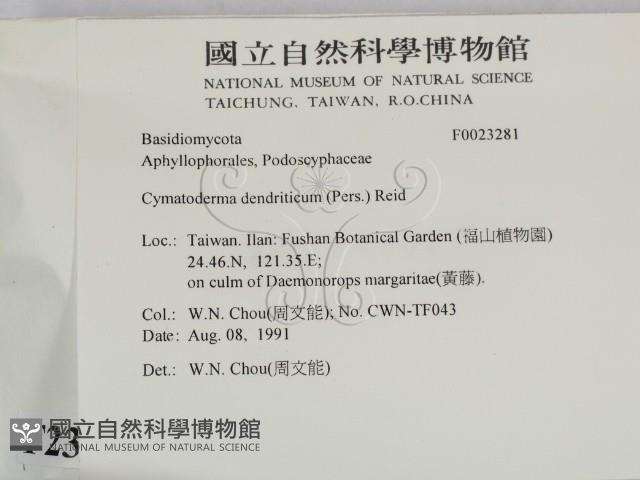 國立自然科學博物館
NATIONAL MUSEUM OF NATURAL SCIENCE
TAICHUNG, TAIWAN, R.O.CHINA
Basidiomycota F0023281
Aphyllophorales, Podoscyphaceae
Cymatoderma dendriticum (Pers.) Reid
Loc.: Taiwan. Ilan: Fushan Botanical Garden (福山植物園)
24.46.N, 121.35.E;
on culm of Daemonorops margaritae(黃藤).
Col.: W.N. Chou(周文能); No. CWN-TF043
Date: Aug. 08, 1991
Det.: W.N. Chou(周文能)
國立自然科學博物館
NATIONAL MUSEUM OF NATURAL SCIENCE